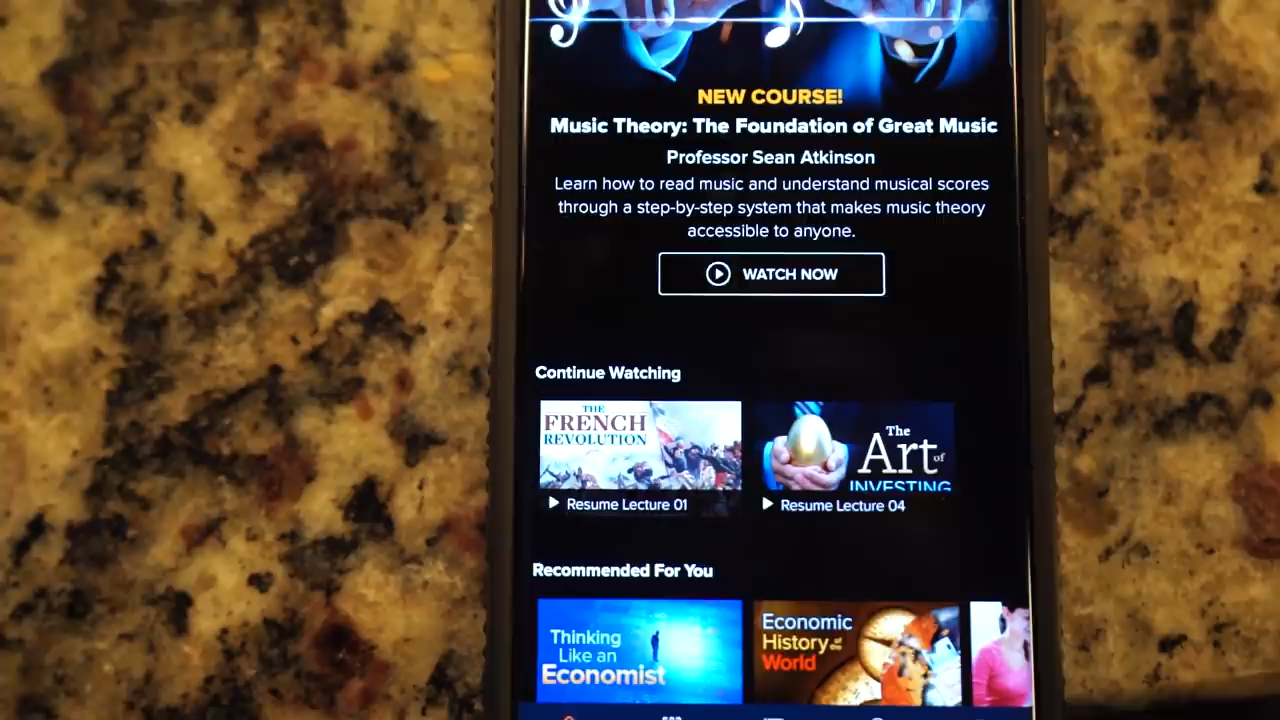 NEW COURSE!
Music Theory: The Foundation of Great Music
Professor Sean Atkinson
Learn how to read music and understand musical scores
through a step-by-step system that makes music theory
accessible to anyone.
WATCH NOW
Continue Watching
THE
FRENCH
REVOLUTION
The
Art of
INVESTING
Resume Lecture 01
Resume Lecture 04
Recommended For You
Thinking
Like an
Economist
Economic
History of the
World